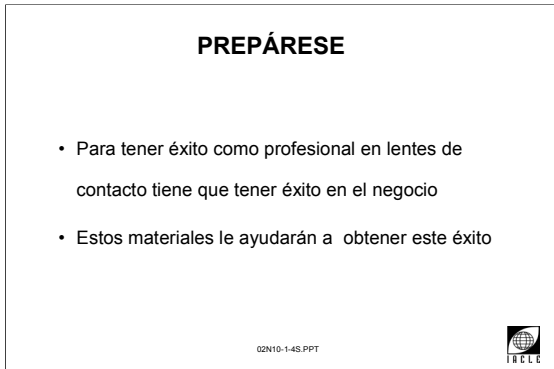 PREPÁRESE
• Para tener éxito como profesional en lentes de
contacto tiene que tener éxito en el negocio
• Estos materiales le ayudarán a obtener este éxito
02N10-1-4S.PPT
IACLE